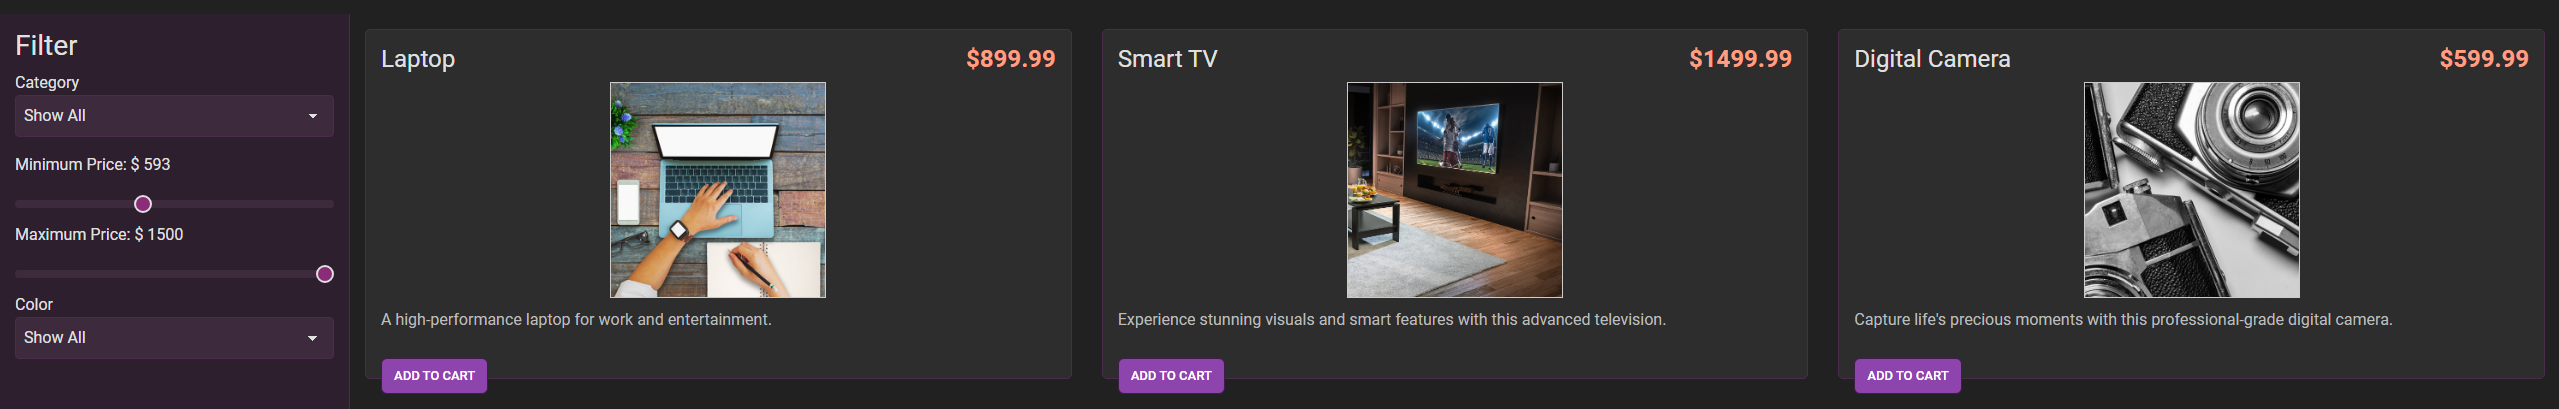 Filter
Category
Show All
Minimum Price: $ 593
Maximum Price: $ 1500
Color
Show All
Laptop
$899.99
A high-performance laptop for work and entertainment.
ADD TO CART
Smart TV
$1499.99
Experience stunning visuals and smart features with this advanced television.
ADD TO CART
Digital Camera
$599.99
Capture life's precious moments with this professional-grade digital camera.
ADD TO CART